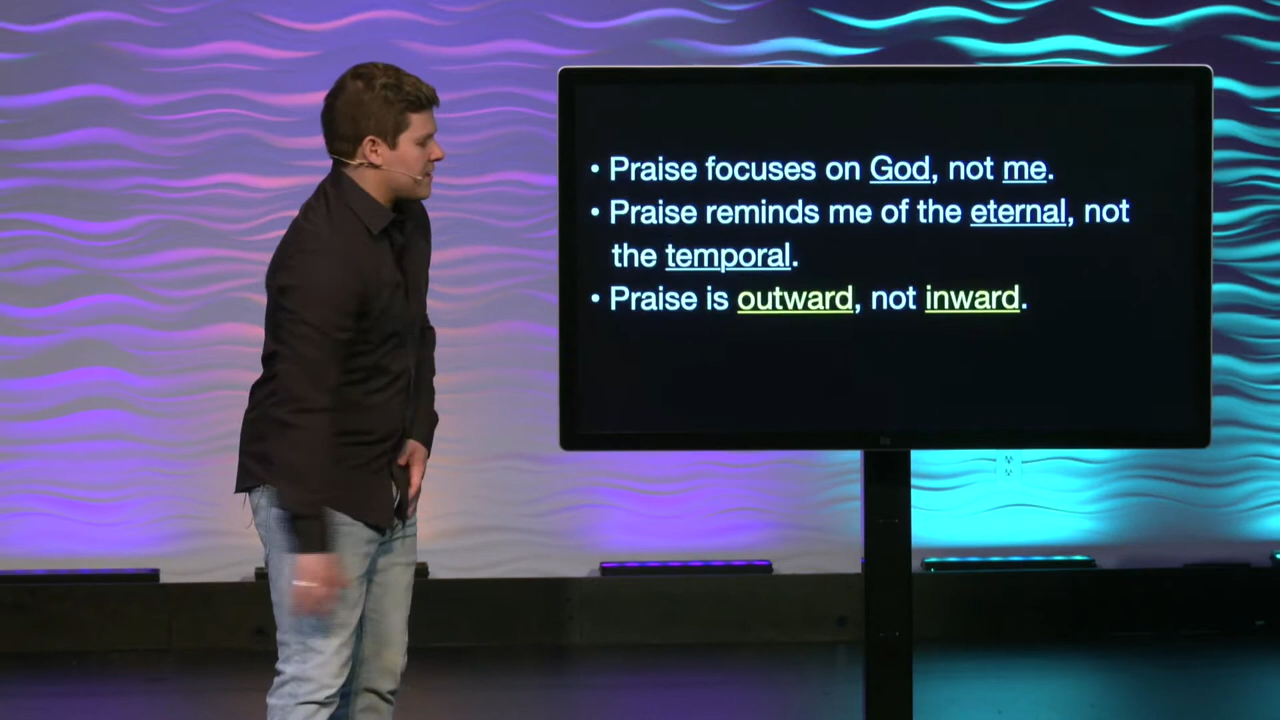 • Praise focuses on God, not me.
• Praise reminds me of the eternal, not
the temporal.
• Praise is outward, not inward.